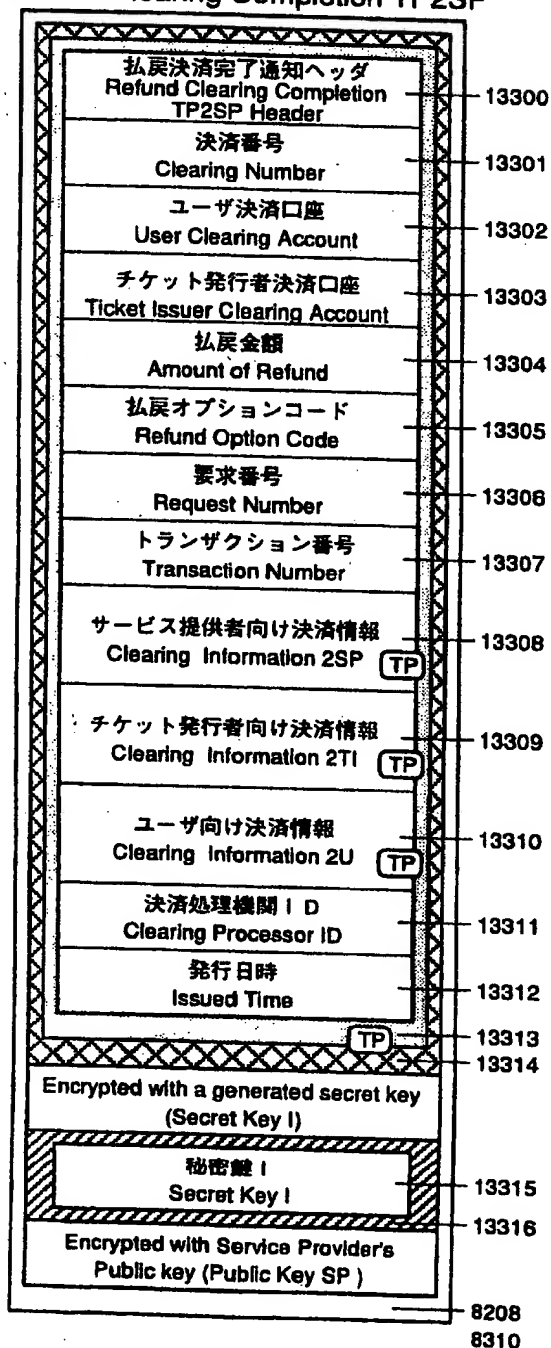 Clearing Completion TP2SP
払戻決済完了通知ヘッダ
Refund Clearing Completion
TP2SP Header
13300
決済番号
Clearing Number
13301
ユーザ決済口座
User Clearing Account
13302
チケット発行者決済口座
Ticket Issuer Clearing Account
13303
払戻金額
Amount of Refund
13304
払戻オプションコード
Refund Option Code
13305
要求番号
Request Number
13306
トランザクション番号
Transaction Number
13307
サービス提供者向け決済情報
Clearing Information 2SP
TP
13308
チケット発行者向け決済情報
Clearing Information 2TI
TP
13309
ユーザ向け決済情報
Clearing Information 2U
TP
13310
決済処理機関ID
Clearing Processor ID
13311
発行日時
Issued Time
13312
TP
13313
13314
Encrypted with a generated secret key
(Secret Key I)
秘密鍵 I
Secret Key I
13315
13316
Encrypted with Service Provider's
Public key (Public Key SP )
8208
8310